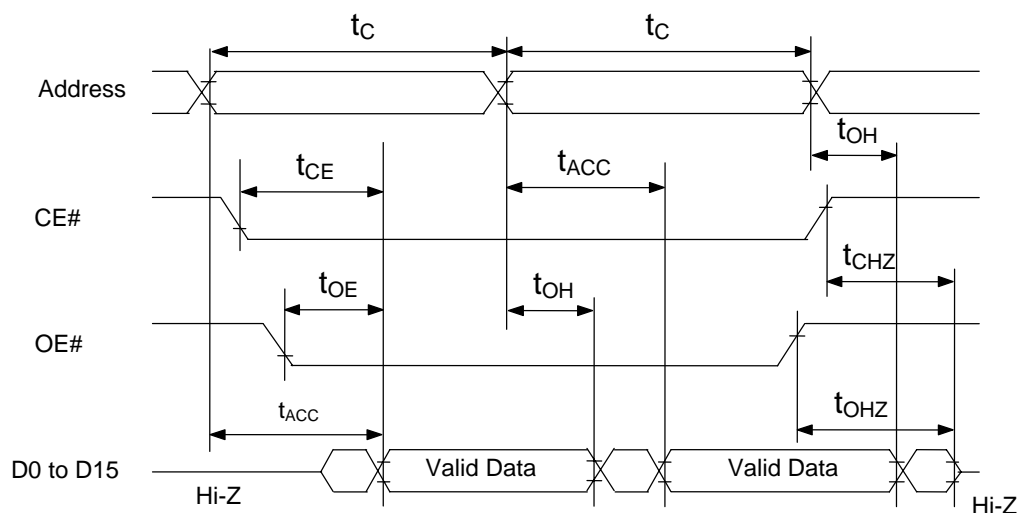 tC tC
Address
tOH
tCE tACC
CE#
tCHZ
tOE tOH
OE#
tOHZ
tACC
D0 to D15 Valid Data Valid Data
Hi-Z Hi-Z